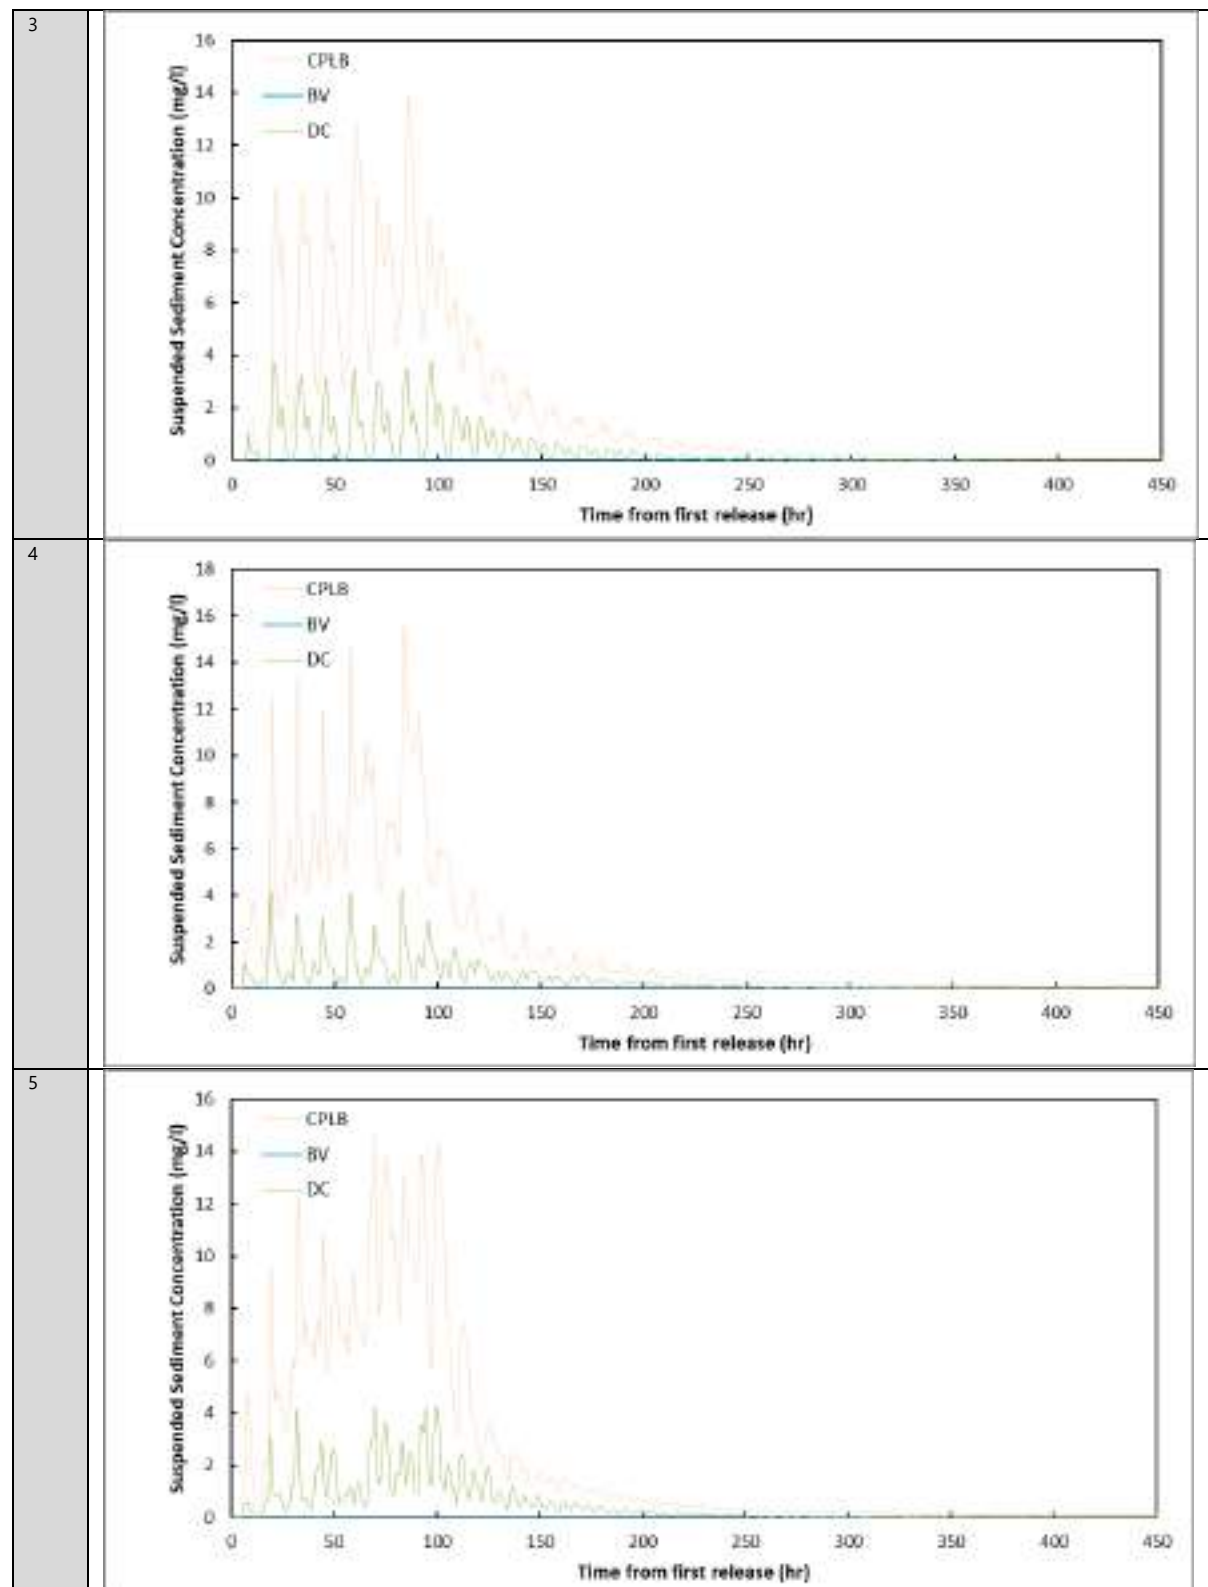 3
Suspended Sediment Concentration (mg/l)
16
14
12
10
8
6
4
2
0
CPLB
BV
DC
0 50 100 150 200 250 300 350 400 450
Time from first release (hr)
4
Suspended Sediment Concentration (mg/l)
18
16
14
12
10
8
6
4
2
0
CPLB
BV
DC
0 50 100 150 200 250 300 350 400 450
Time from first release (hr)
5
Suspended Sediment Concentration (mg/l)
16
14
12
10
8
6
4
2
0
CPLB
BV
DC
0 50 100 150 200 250 300 350 400 450
Time from first release (hr)